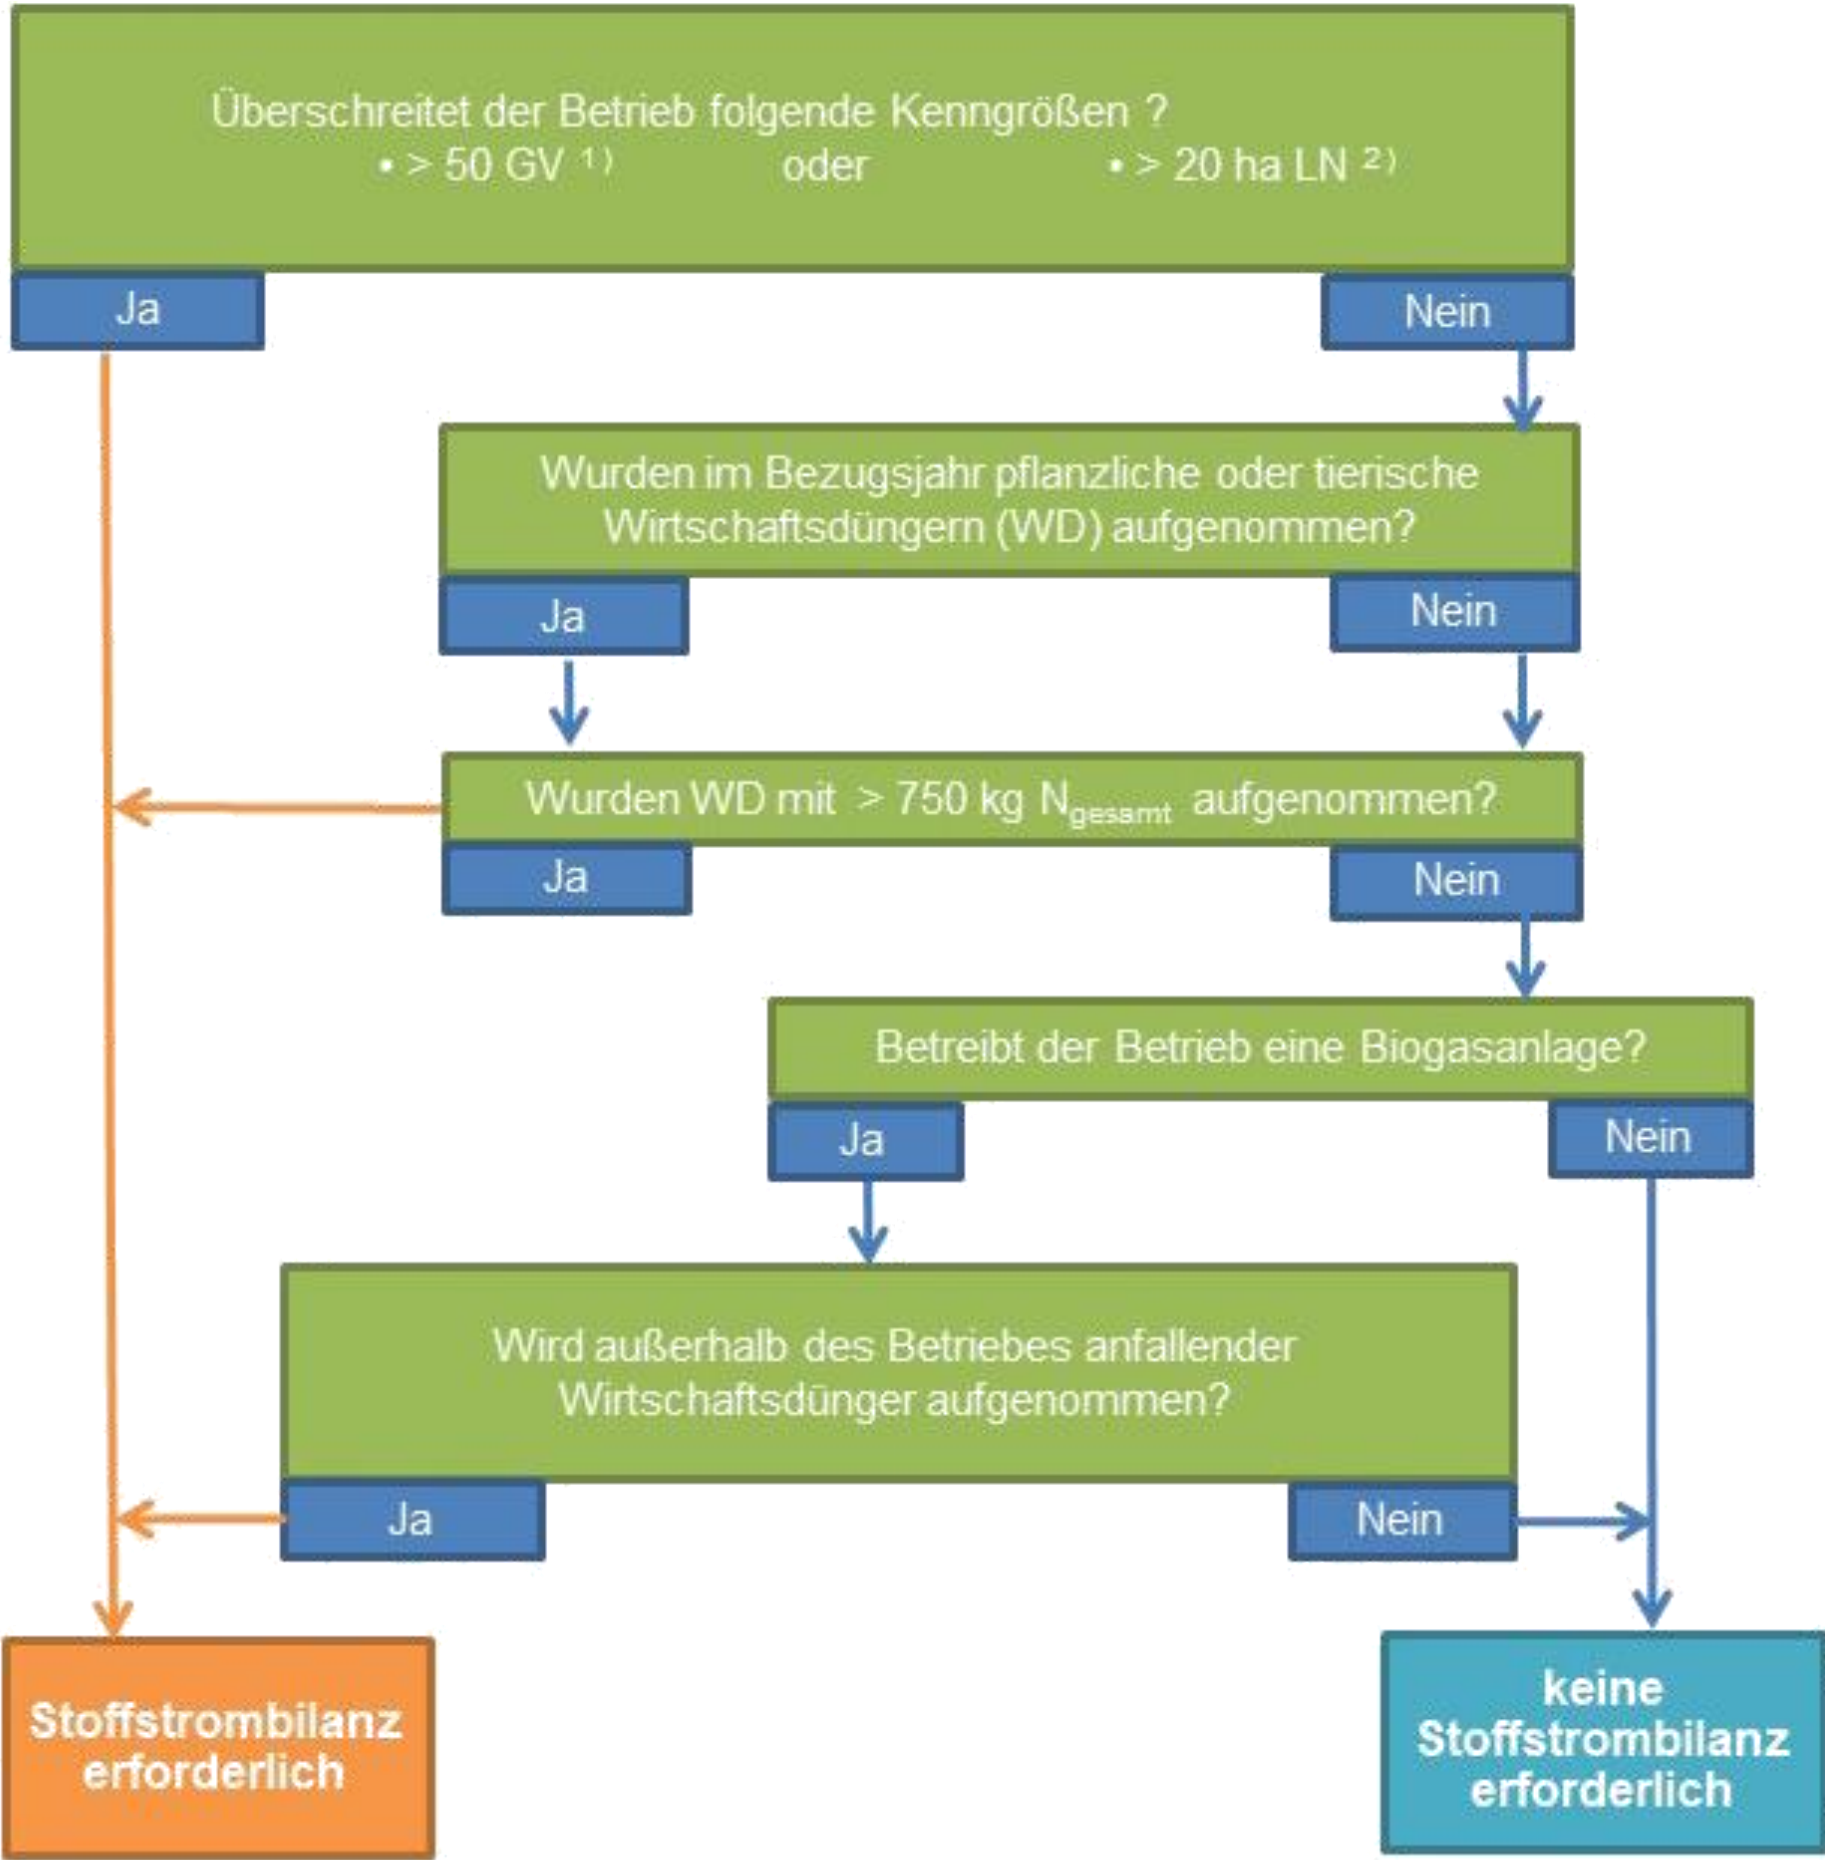 Überschreitet der Betrieb folgende Kenngrößen ?
• > 50 GV ¹⁾ oder • > 20 ha LN ²⁾
Ja
Nein
Wurden im Bezugsjahr pflanzliche oder tierische
Wirtschaftsdüngern (WD) aufgenommen?
Ja
Nein
Wurden WD mit > 750 kg Ngesamt aufgenommen?
Ja
Nein
Betreibt der Betrieb eine Biogasanlage?
Ja
Nein
Wird außerhalb des Betriebes anfallender
Wirtschaftsdünger aufgenommen?
Ja
Nein
Stoffstrombilanz
erforderlich
keine
Stoffstrombilanz
erforderlich